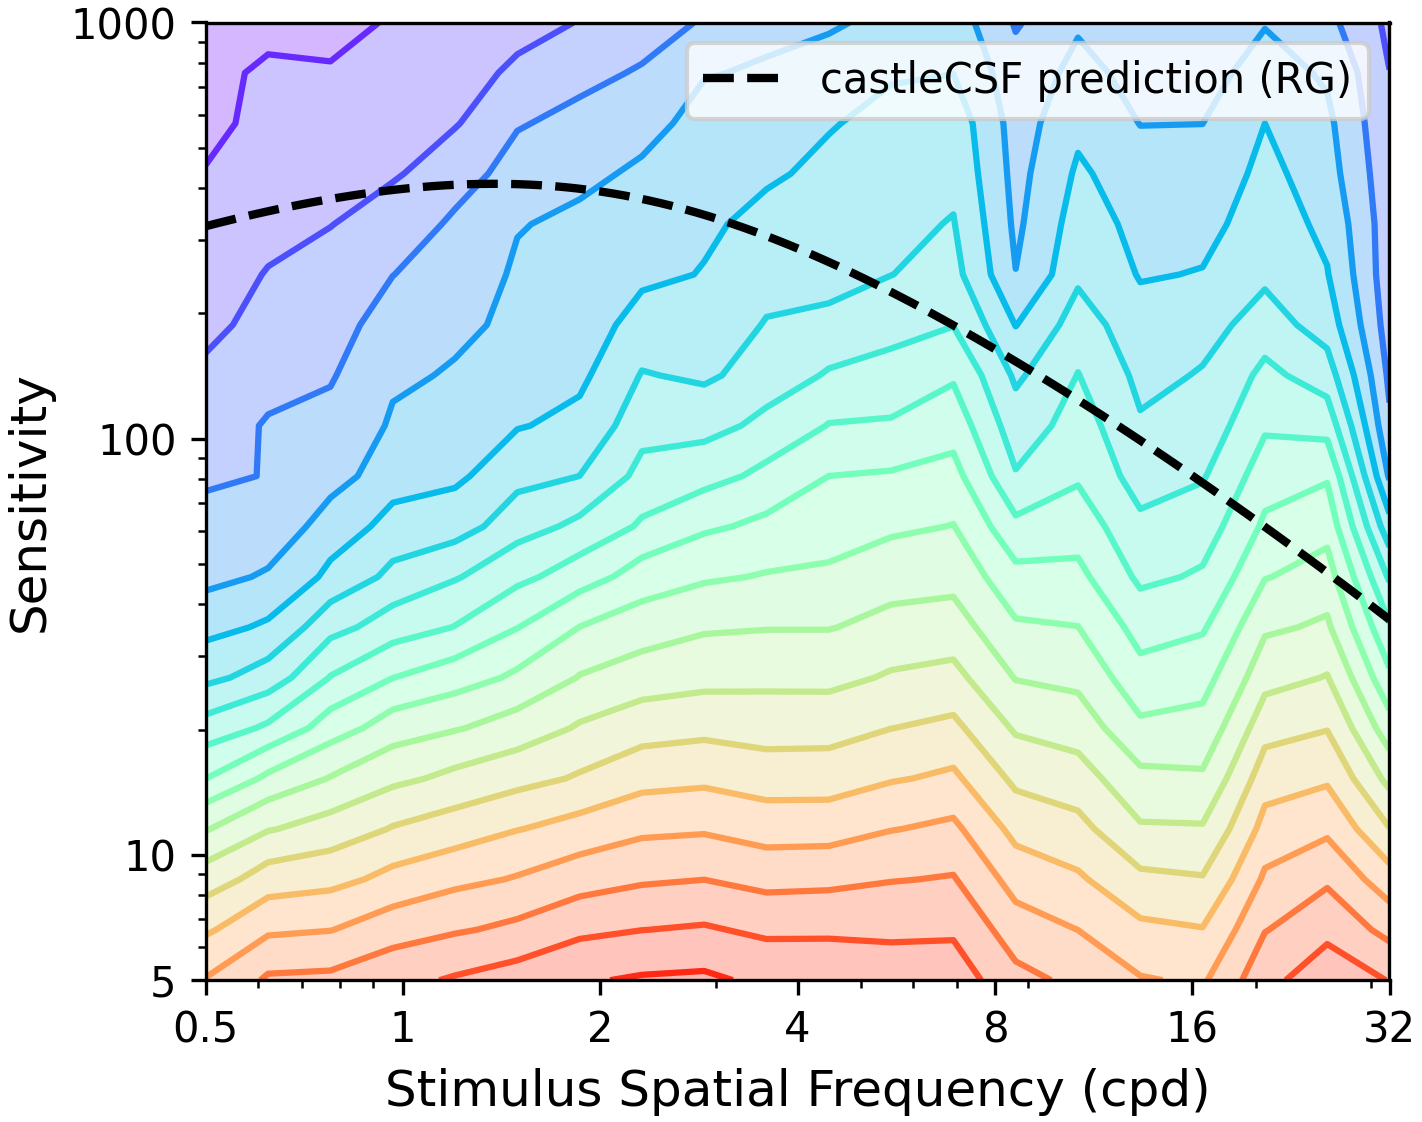 castleCSF prediction (RG)
Sensitivity
1000
100
10
5
0.5 1 2 4 8 16 32
Stimulus Spatial Frequency (cpd)